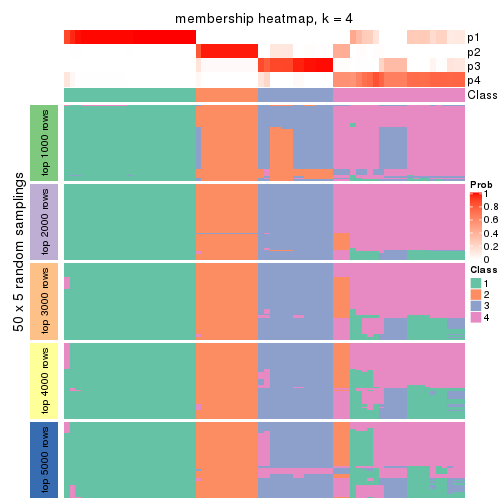 membership heatmap, k = 4
p1
p2
p3
p4
Class
50 x 5 random samplings
top 1000 rows
top 2000 rows
top 3000 rows
top 4000 rows
top 5000 rows
Prob
1
0.8
0.6
0.4
0.2
0
Class
1
2
3
4